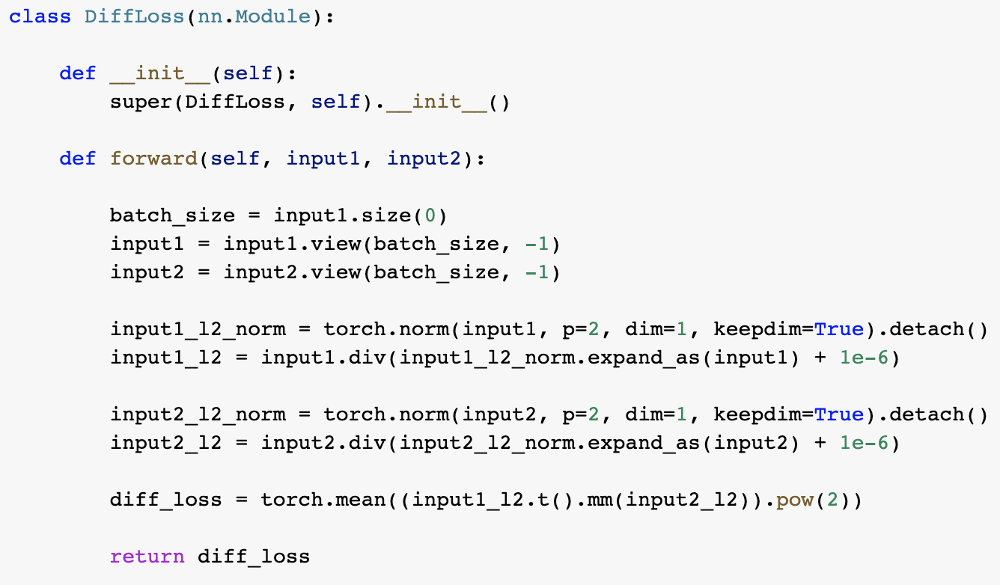 class DiffLoss(nn.Module):
    def __init__(self):
        super(DiffLoss, self).__init__()
    def forward(self, input1, input2):
        batch_size = input1.size(0)
        input1 = input1.view(batch_size, -1)
        input2 = input2.view(batch_size, -1)
        input1_l2_norm = torch.norm(input1, p=2, dim=1, keepdim=True).detach()
        input1_l2 = input1.div(input1_l2_norm.expand_as(input1) + 1e-6)
        input2_l2_norm = torch.norm(input2, p=2, dim=1, keepdim=True).detach()
        input2_l2 = input2.div(input2_l2_norm.expand_as(input2) + 1e-6)
        diff_loss = torch.mean((input1_l2.t().mm(input2_l2)).pow(2))
        return diff_loss